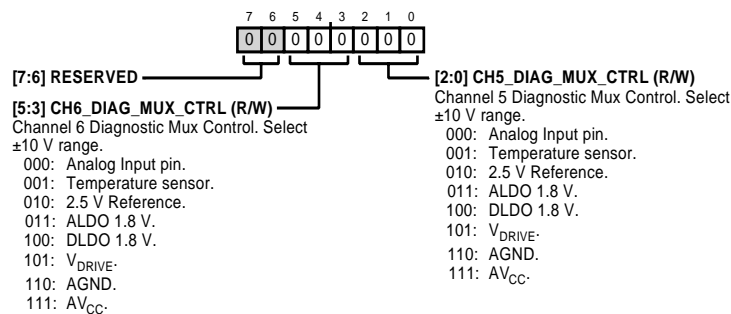 7 6 5 4 3 2 1 0
0 0 0 0 0 0 0 0
[7:6] RESERVED
[5:3] CH6_DIAG_MUX_CTRL (R/W)
Channel 6 Diagnostic Mux Control. Select
±10 V range.
000: Analog Input pin.
001: Temperature sensor.
010: 2.5 V Reference.
011: ALDO 1.8 V.
100: DLDO 1.8 V.
101: VDRIVE.
110: AGND.
111: AVCC.
[2:0] CH5_DIAG_MUX_CTRL (R/W)
Channel 5 Diagnostic Mux Control. Select
±10 V range.
000: Analog Input pin.
001: Temperature sensor.
010: 2.5 V Reference.
011: ALDO 1.8 V.
100: DLDO 1.8 V.
101: VDRIVE.
110: AGND.
111: AVCC.